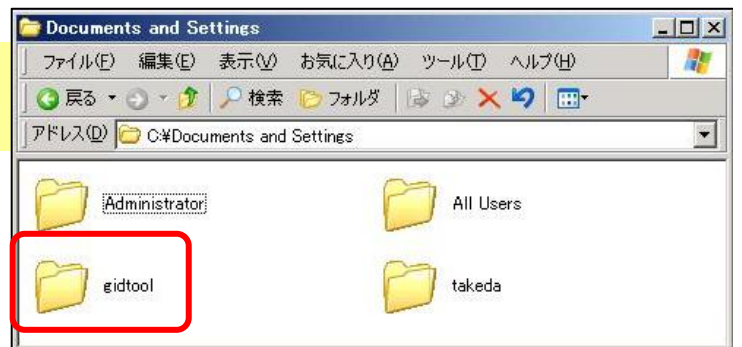 Documents and Settings
ファイル(F) 編集(E) 表示(V) お気に入り(A) ツール(T) ヘルプ(H)
戻る 検索 フォルダ
アドレス(D) C:¥Documents and Settings
Administrator All Users
gidtool takeda